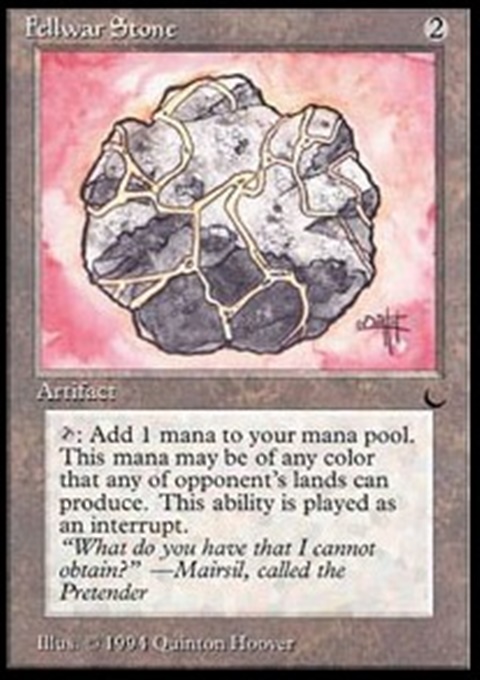 Fellwar Stone 2
Artifact
: Add 1 mana to your mana pool.
This mana may be of any color
that any of opponent's lands can
produce. This ability is played as
an interrupt.
"What do you have that I cannot
obtain?" —Mairsil, called the
Pretender
Illus. © 1994 Quinton Hoover